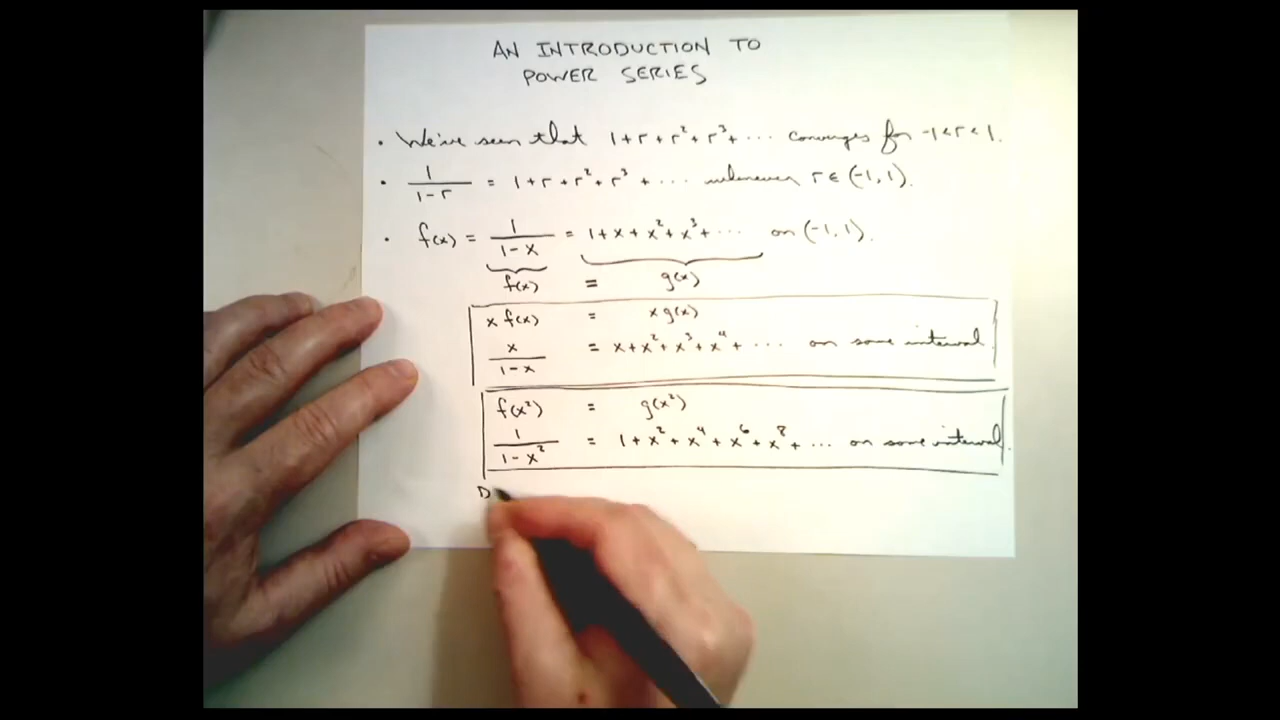 AN INTRODUCTION TO
POWER SERIES
• We've seen that 1 + r + r² + r³ + ⋯ converges for -1 < r < 1.
• 1/(1-r) = 1 + r + r² + r³ + ⋯ whenever r ∈ (-1, 1).
• f(x) = 1/(1-x) = 1 + x + x² + x³ + ⋯ on (-1, 1).
f(x) = g(x)
x f(x) = x g(x)
x/(1-x) = x + x² + x³ + x⁴ + ⋯ on some interval
f(x²) = g(x²)
1/(1-x²) = 1 + x² + x⁴ + x⁶ + x⁸ + ⋯ on some interval.
D